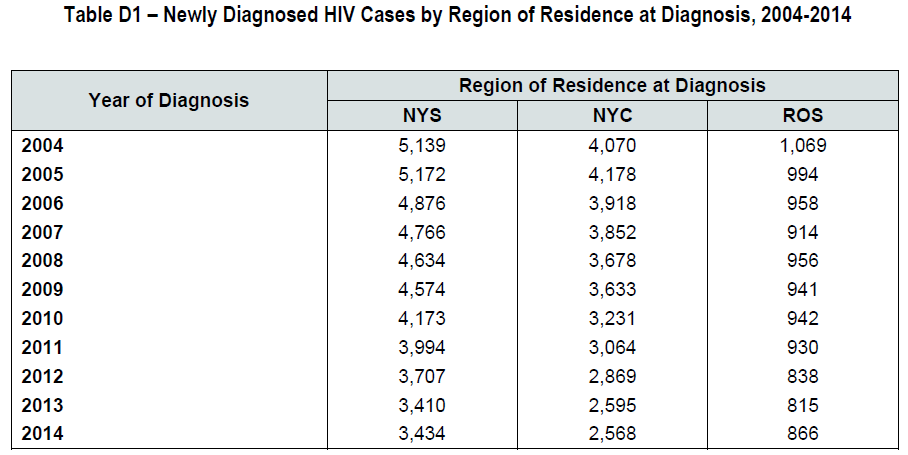 Table D1 – Newly Diagnosed HIV Cases by Region of Residence at Diagnosis, 2004-2014
Year of Diagnosis
Region of Residence at Diagnosis
NYS NYC ROS
2004 5,139 4,070 1,069
2005 5,172 4,178 994
2006 4,876 3,918 958
2007 4,766 3,852 914
2008 4,634 3,678 956
2009 4,574 3,633 941
2010 4,173 3,231 942
2011 3,994 3,064 930
2012 3,707 2,869 838
2013 3,410 2,595 815
2014 3,434 2,568 866